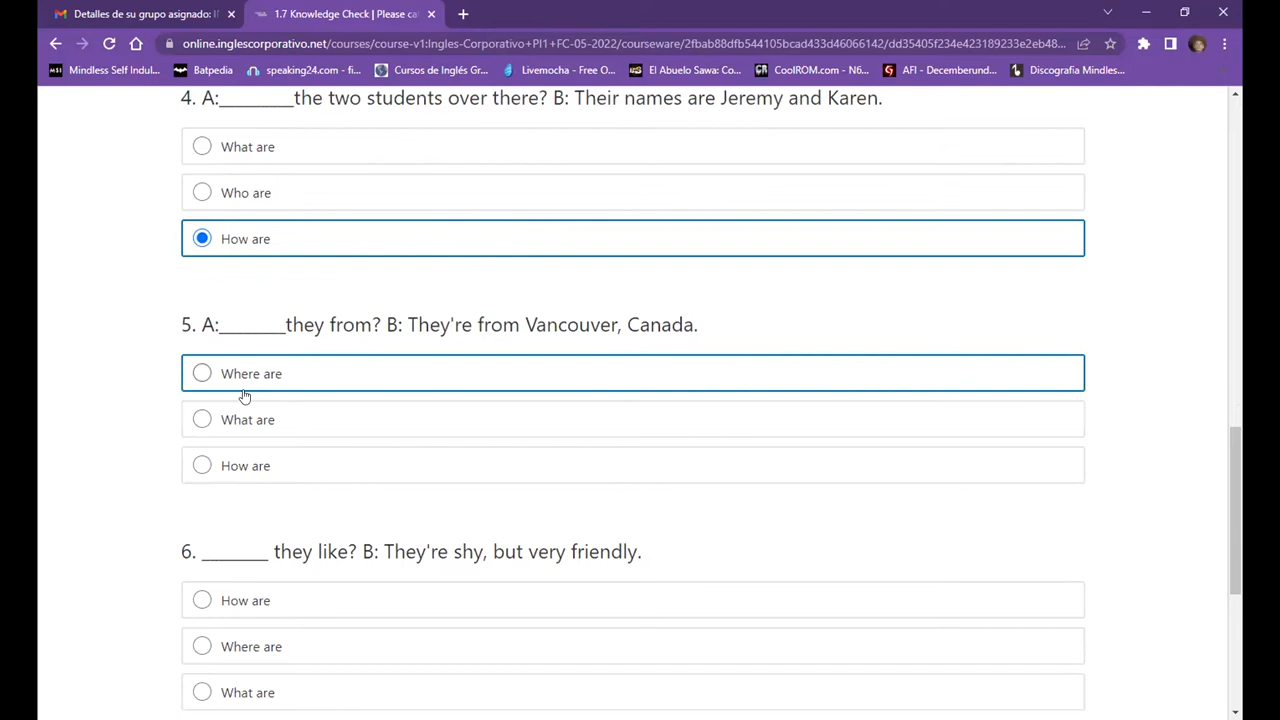 Detalles de su grupo asignado: I
1.7 Knowledge Check | Please ca
online.inglescorporativo.net/courses/course-v1:Ingles-Corporativo+PI1+FC-05-2022/courseware/2fbab88dfb544105bcad433d46066142/dd35405f234e423189233e2eb48...
Mindless Self Indul...
Batpedia
speaking24.com - fi...
Cursos de Inglés Gr...
Livemocha - Free O...
El Abuelo Sawa: Co...
CoolROM.com - N6...
AFI - Decemberund...
Discografia Mindles...
4. A:_________the two students over there? B: Their names are Jeremy and Karen.
What are
Who are
How are
5. A:________they from? B: They're from Vancouver, Canada.
Where are
What are
How are
6. ________ they like? B: They're shy, but very friendly.
How are
Where are
What are